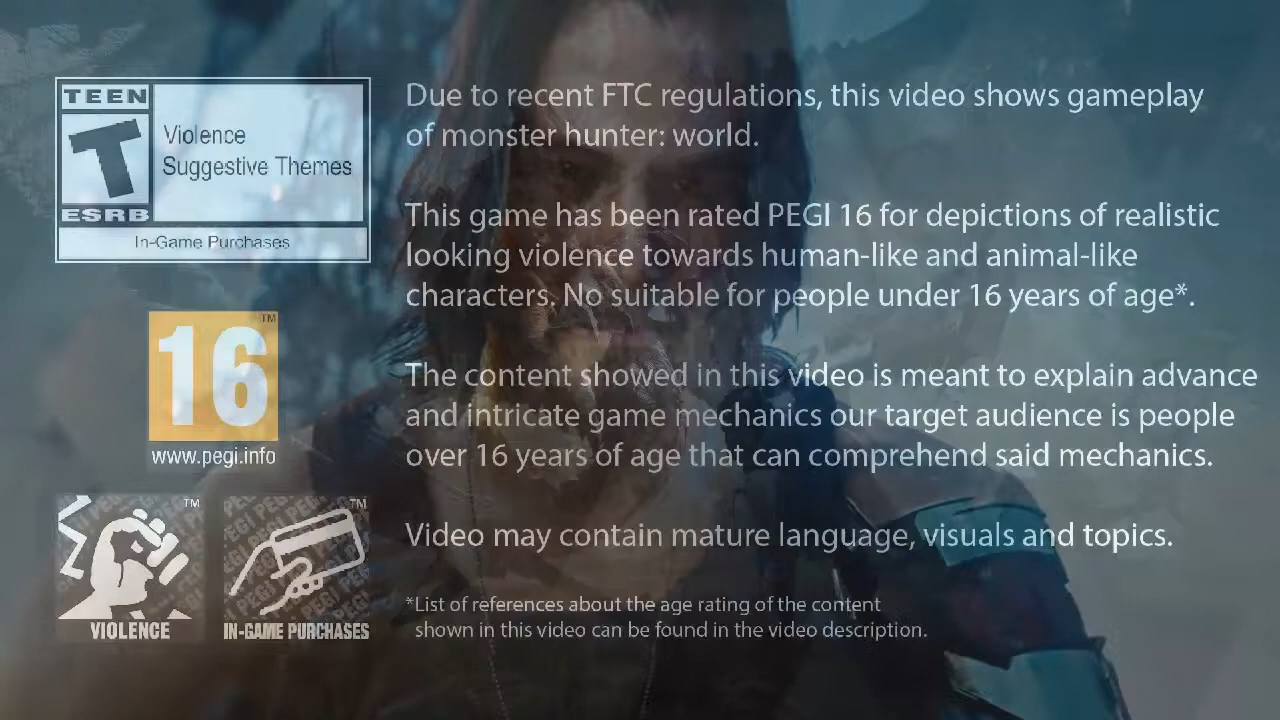 TEEN
T
ESRB
Violence
Suggestive Themes
In-Game Purchases
Due to recent FTC regulations, this video shows gameplay
of monster hunter: world.
This game has been rated PEGI 16 for depictions of realistic
looking violence towards human-like and animal-like
characters. No suitable for people under 16 years of age*.
16
TM
www.pegi.info
The content showed in this video is meant to explain advance
and intricate game mechanics our target audience is people
over 16 years of age that can comprehend said mechanics.
TM
VIOLENCE
TM
IN-GAME PURCHASES
Video may contain mature language, visuals and topics.
*List of references about the age rating of the content
shown in this video can be found in the video description.